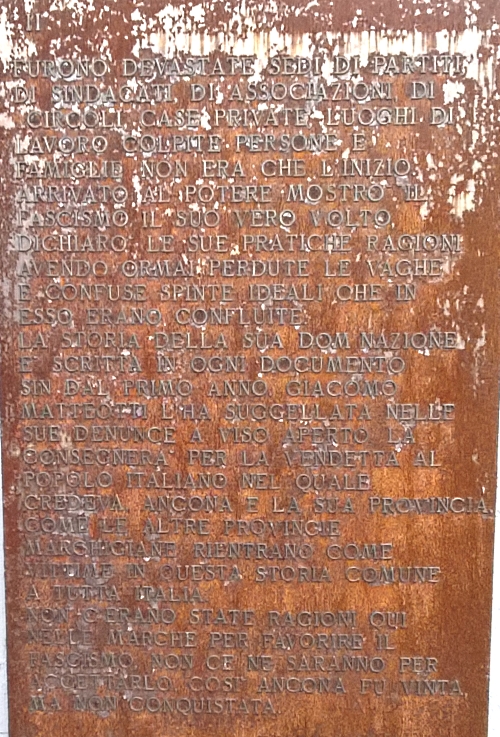 II
FURONO DEVASTATE SEDI DI PARTITI,
DI SINDACATI, DI ASSOCIAZIONI DI
CIRCOLI, CASE PRIVATE, LUOGHI DI
LAVORO COLPITE PERSONE E
FAMIGLIE NON ERA CHE L'INIZIO.
ARRIVATO AL POTERE MOSTRÒ IL
FASCISMO IL SUO VERO VOLTO,
DICHIARÒ LE SUE PRATICHE RAGIONI
AVENDO ORMAI PERDUTE LE VAGHE
E CONFUSE SPINTE IDEALI CHE IN
ESSO ERANO CONFLUITE.
LA STORIA DELLA SUA DOM NAZIONE
E' SCRITTA IN OGNI DOCUMENTO
SIN DAL PRIMO ANNO, GIACOMO
MATTEOTTI L'HA SUGGELLATA NELLE
SUE DENUNCE A VISO APERTO, LA
CONSEGNERÀ PER LA VENDETTA AL
POPOLO ITALIANO NEL QUALE
CREDEVA. ANCONA E LA SUA PROVINCIA,
COME LE ALTRE PROVINCIE
MARCHIGIANE RIENTRANO COME
VITTIME IN QUESTA STORIA COMUNE
A TUTTA ITALIA.
NON C'ERANO STATE RAGIONI QUI
NELLE MARCHE PER FAVORIRE IL
FASCISMO, NON CE NE SARANNO PER
ACCETTARLO. COSI' ANCONA FU VINTA
MA NON CONQUISTATA.